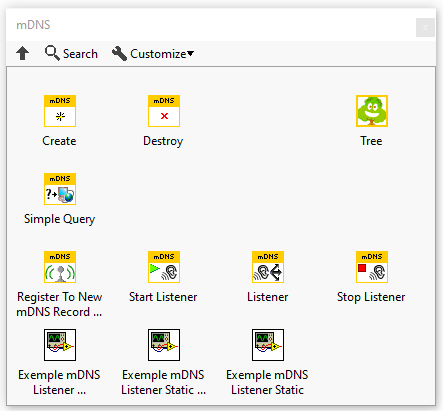 mDNS
Search Customize
mDNS mDNS
Create Destroy Tree
mDNS
Simple Query
mDNS mDNS mDNS mDNS
Register To New Start Listener Listener Stop Listener
mDNS Record ...
Exemple mDNS Exemple mDNS Exemple mDNS
Listener ... Listener Static ... Listener Static